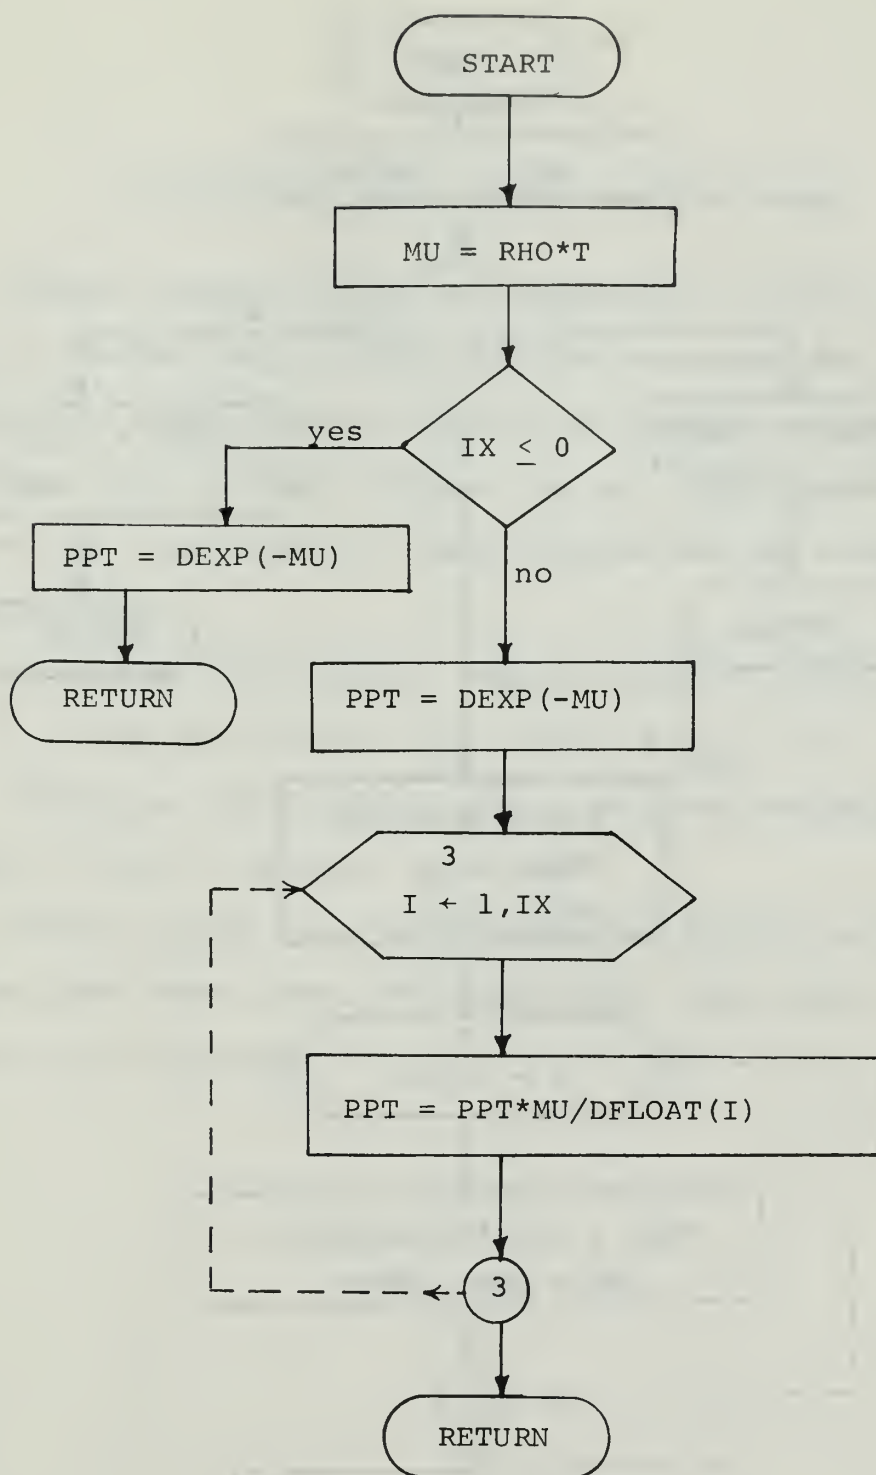 START
MU = RHO*T
IX ≤ 0
yes
no
PPT = DEXP(-MU)
RETURN
PPT = DEXP(-MU)
3
I ← 1,IX
PPT = PPT*MU/DFLOAT(I)
3
RETURN